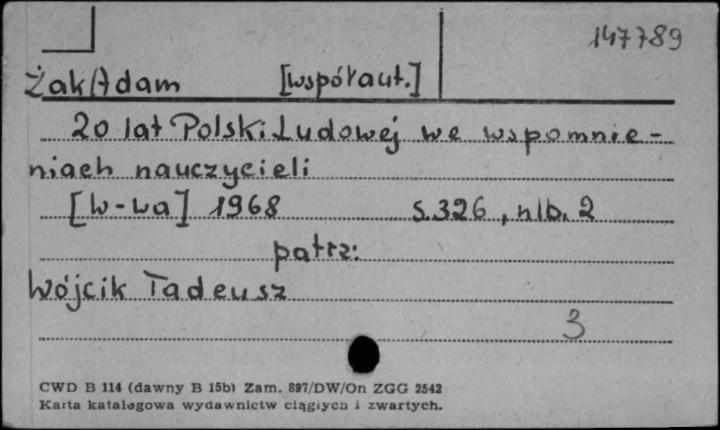 147789
Żak Adam [współaut.]
20 lat Polski Ludowej we wspomnie-
niach nauczycieli
[W-wa] 1968 s. 326, nlb. 2
patrz:
Wójcik Tadeusz
3
CWD B 114 (dawny B 15b) Zam. 897/DW/On ZGG 2542
Karta katalogowa wydawnictw ciągłych i zwartych.